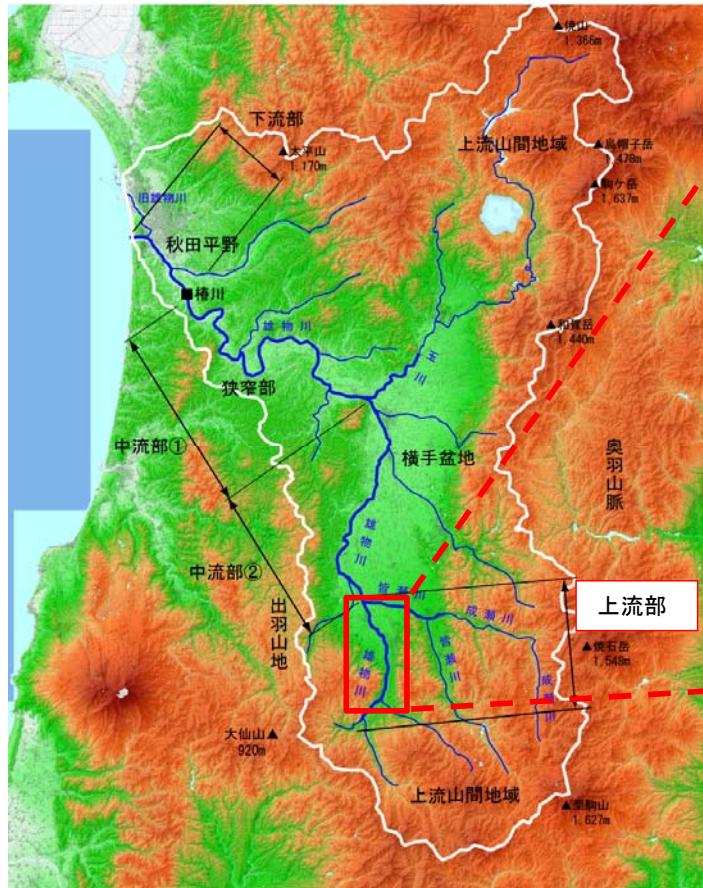 ▲焼山
1,366m
下流部
▲太平山
1,170m
上流山間地域
▲烏帽子岳
1,478m
▲駒ケ岳
1,637m
旧雄物川
秋田平野
■椿川
雄物川
玉川
▲和賀岳
1,440m
狭窄部
中流部①
横手盆地
奥羽山脈
雄物川
中流部②
皆瀬川
成瀬川
上流部
出羽山地
雄物川
皆瀬川
成瀬川
▲焼石岳
1,548m
大仙山▲
920m
上流山間地域
▲栗駒山
1,627m